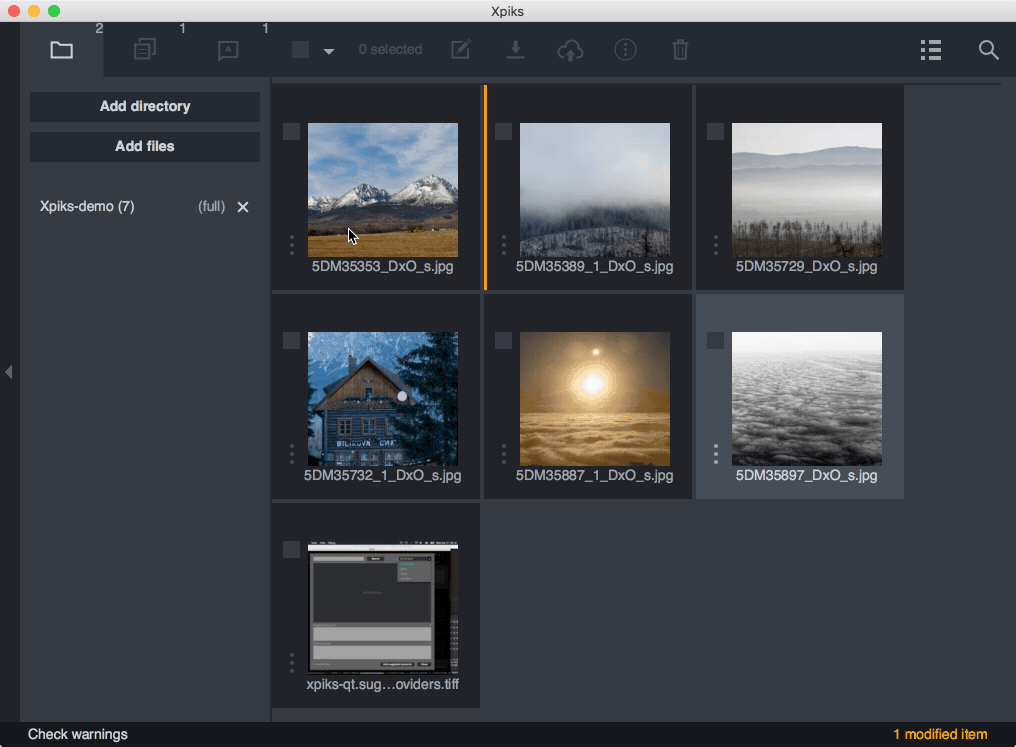 Xpiks
2
1
1
A
0 selected
Add directory
Add files
Xpiks-demo (7)
(full)
5DM35353_DxO_s.jpg
5DM35389_1_DxO_s.jpg
5DM35729_DxO_s.jpg
BILÍKOVA CHA
5DM35732_1_DxO_s.jpg
5DM35887_1_DxO_s.jpg
5DM35897_DxO_s.jpg
xpiks-qt.sug...oviders.tiff
Check warnings
1 modified item